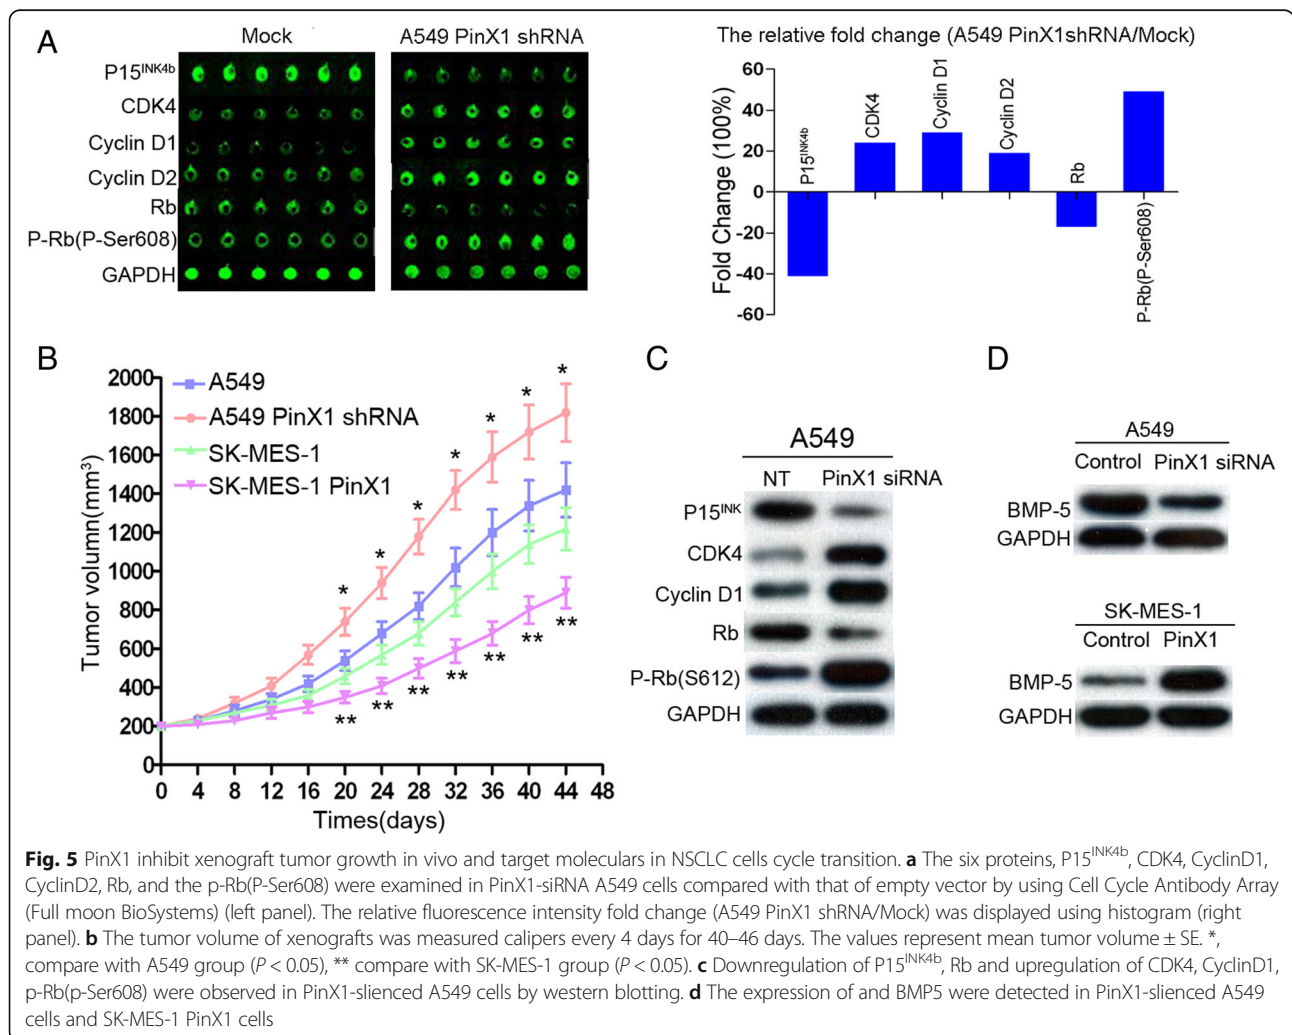 A
Mock
A549 PinX1 shRNA
P15^INK4b
CDK4
Cyclin D1
Cyclin D2
Rb
P-Rb(P-Ser608)
GAPDH
The relative fold change (A549 PinX1shRNA/Mock)
Fold Change (100%)
60
40
20
0
-20
-40
-60
P15^INK4b
CDK4
Cyclin D1
Cyclin D2
Rb
P-Rb(P-Ser608)
B
Tumor volumn(mm³)
2000
1800
1600
1400
1200
1000
800
600
400
200
0
A549
A549 PinX1 shRNA
SK-MES-1
SK-MES-1 PinX1
* * * * * * *
** ** ** ** ** ** **
0 4 8 12 16 20 24 28 32 36 40 44 48
Times(days)
C
A549
NT PinX1 siRNA
P15^INK
CDK4
Cyclin D1
Rb
P-Rb(S612)
GAPDH
D
A549
Control PinX1 siRNA
BMP-5
GAPDH
SK-MES-1
Control PinX1
BMP-5
GAPDH
Fig. 5 PinX1 inhibit xenograft tumor growth in vivo and target moleculars in NSCLC cells cycle transition. a The six proteins, P15^INK4b, CDK4, CyclinD1,
CyclinD2, Rb, and the p-Rb(P-Ser608) were examined in PinX1-siRNA A549 cells compared with that of empty vector by using Cell Cycle Antibody Array
(Full moon BioSystems) (left panel). The relative fluorescence intensity fold change (A549 PinX1 shRNA/Mock) was displayed using histogram (right
panel). b The tumor volume of xenografts was measured calipers every 4 days for 40–46 days. The values represent mean tumor volume ± SE. *,
compare with A549 group (P < 0.05), ** compare with SK-MES-1 group (P < 0.05). c Downregulation of P15^INK4b, Rb and upregulation of CDK4, CyclinD1,
p-Rb(p-Ser608) were observed in PinX1-slienced A549 cells by western blotting. d The expression of and BMP5 were detected in PinX1-slienced A549
cells and SK-MES-1 PinX1 cells